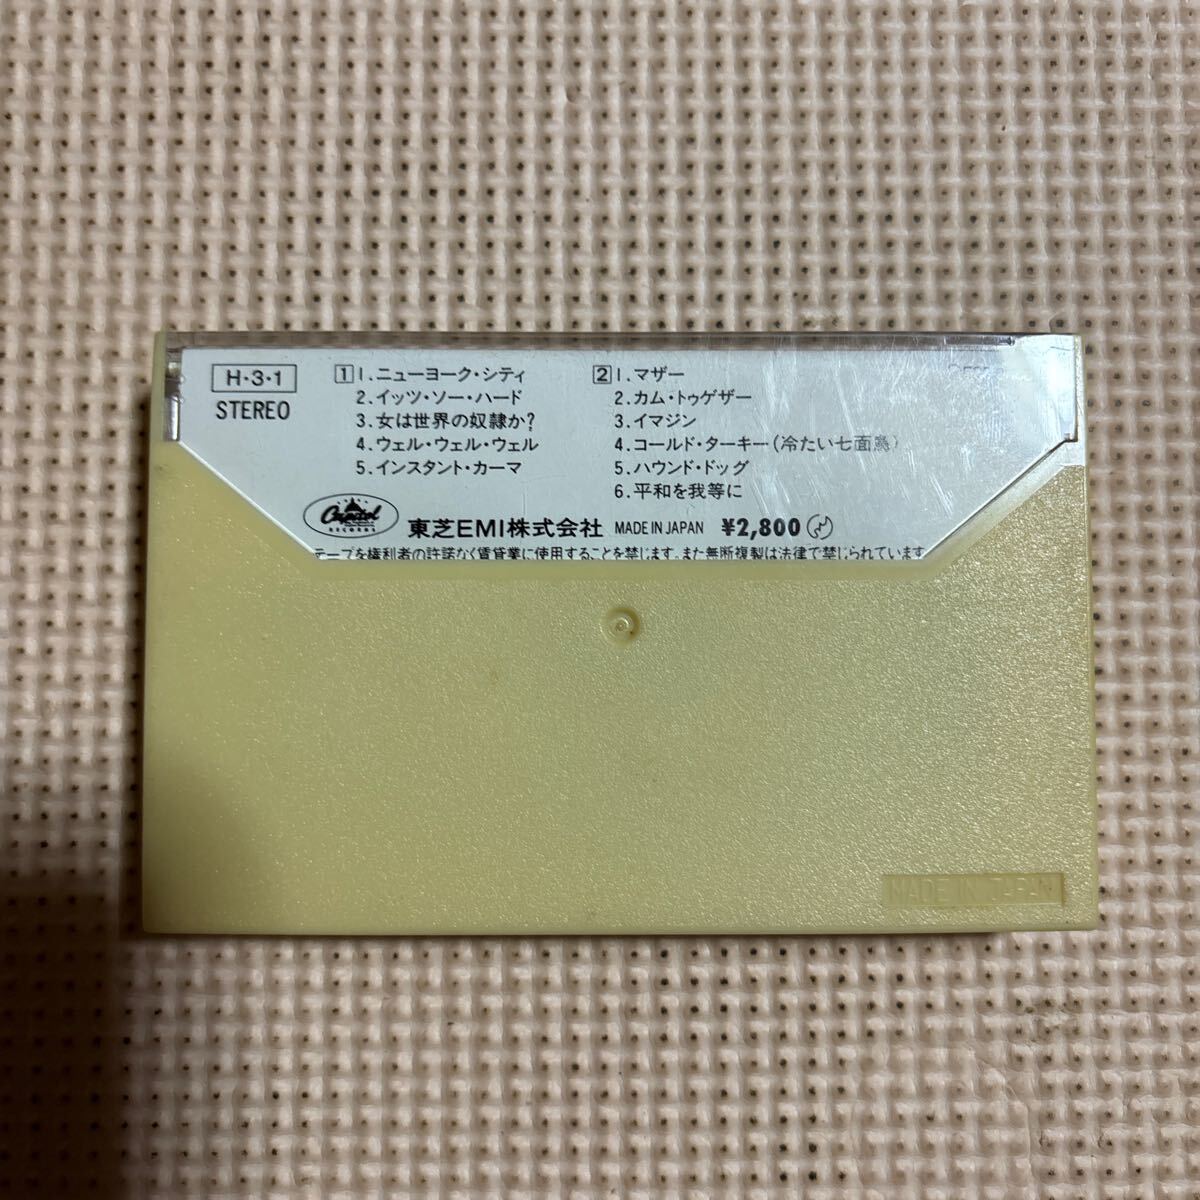 H·3·1
STEREO
1 1.ニューヨーク・シティ
2.イッツ・ソー・ハード
3.女は世界の奴隷か?
4.ウェル・ウェル・ウェル
5.インスタント・カーマ
2 1.マザー
2.カム・トゥゲザー
3.イマジン
4.コールド・ターキー(冷たい七面鳥)
5.ハウンド・ドッグ
6.平和を我等に
Capitol
RECORDS
東芝EMI株式会社 MADE IN JAPAN ¥2,800
テープを権利者の許諾なく賃貸業に使用することを禁じます。また無断複製は法律で禁じられています
MADE IN JAPAN